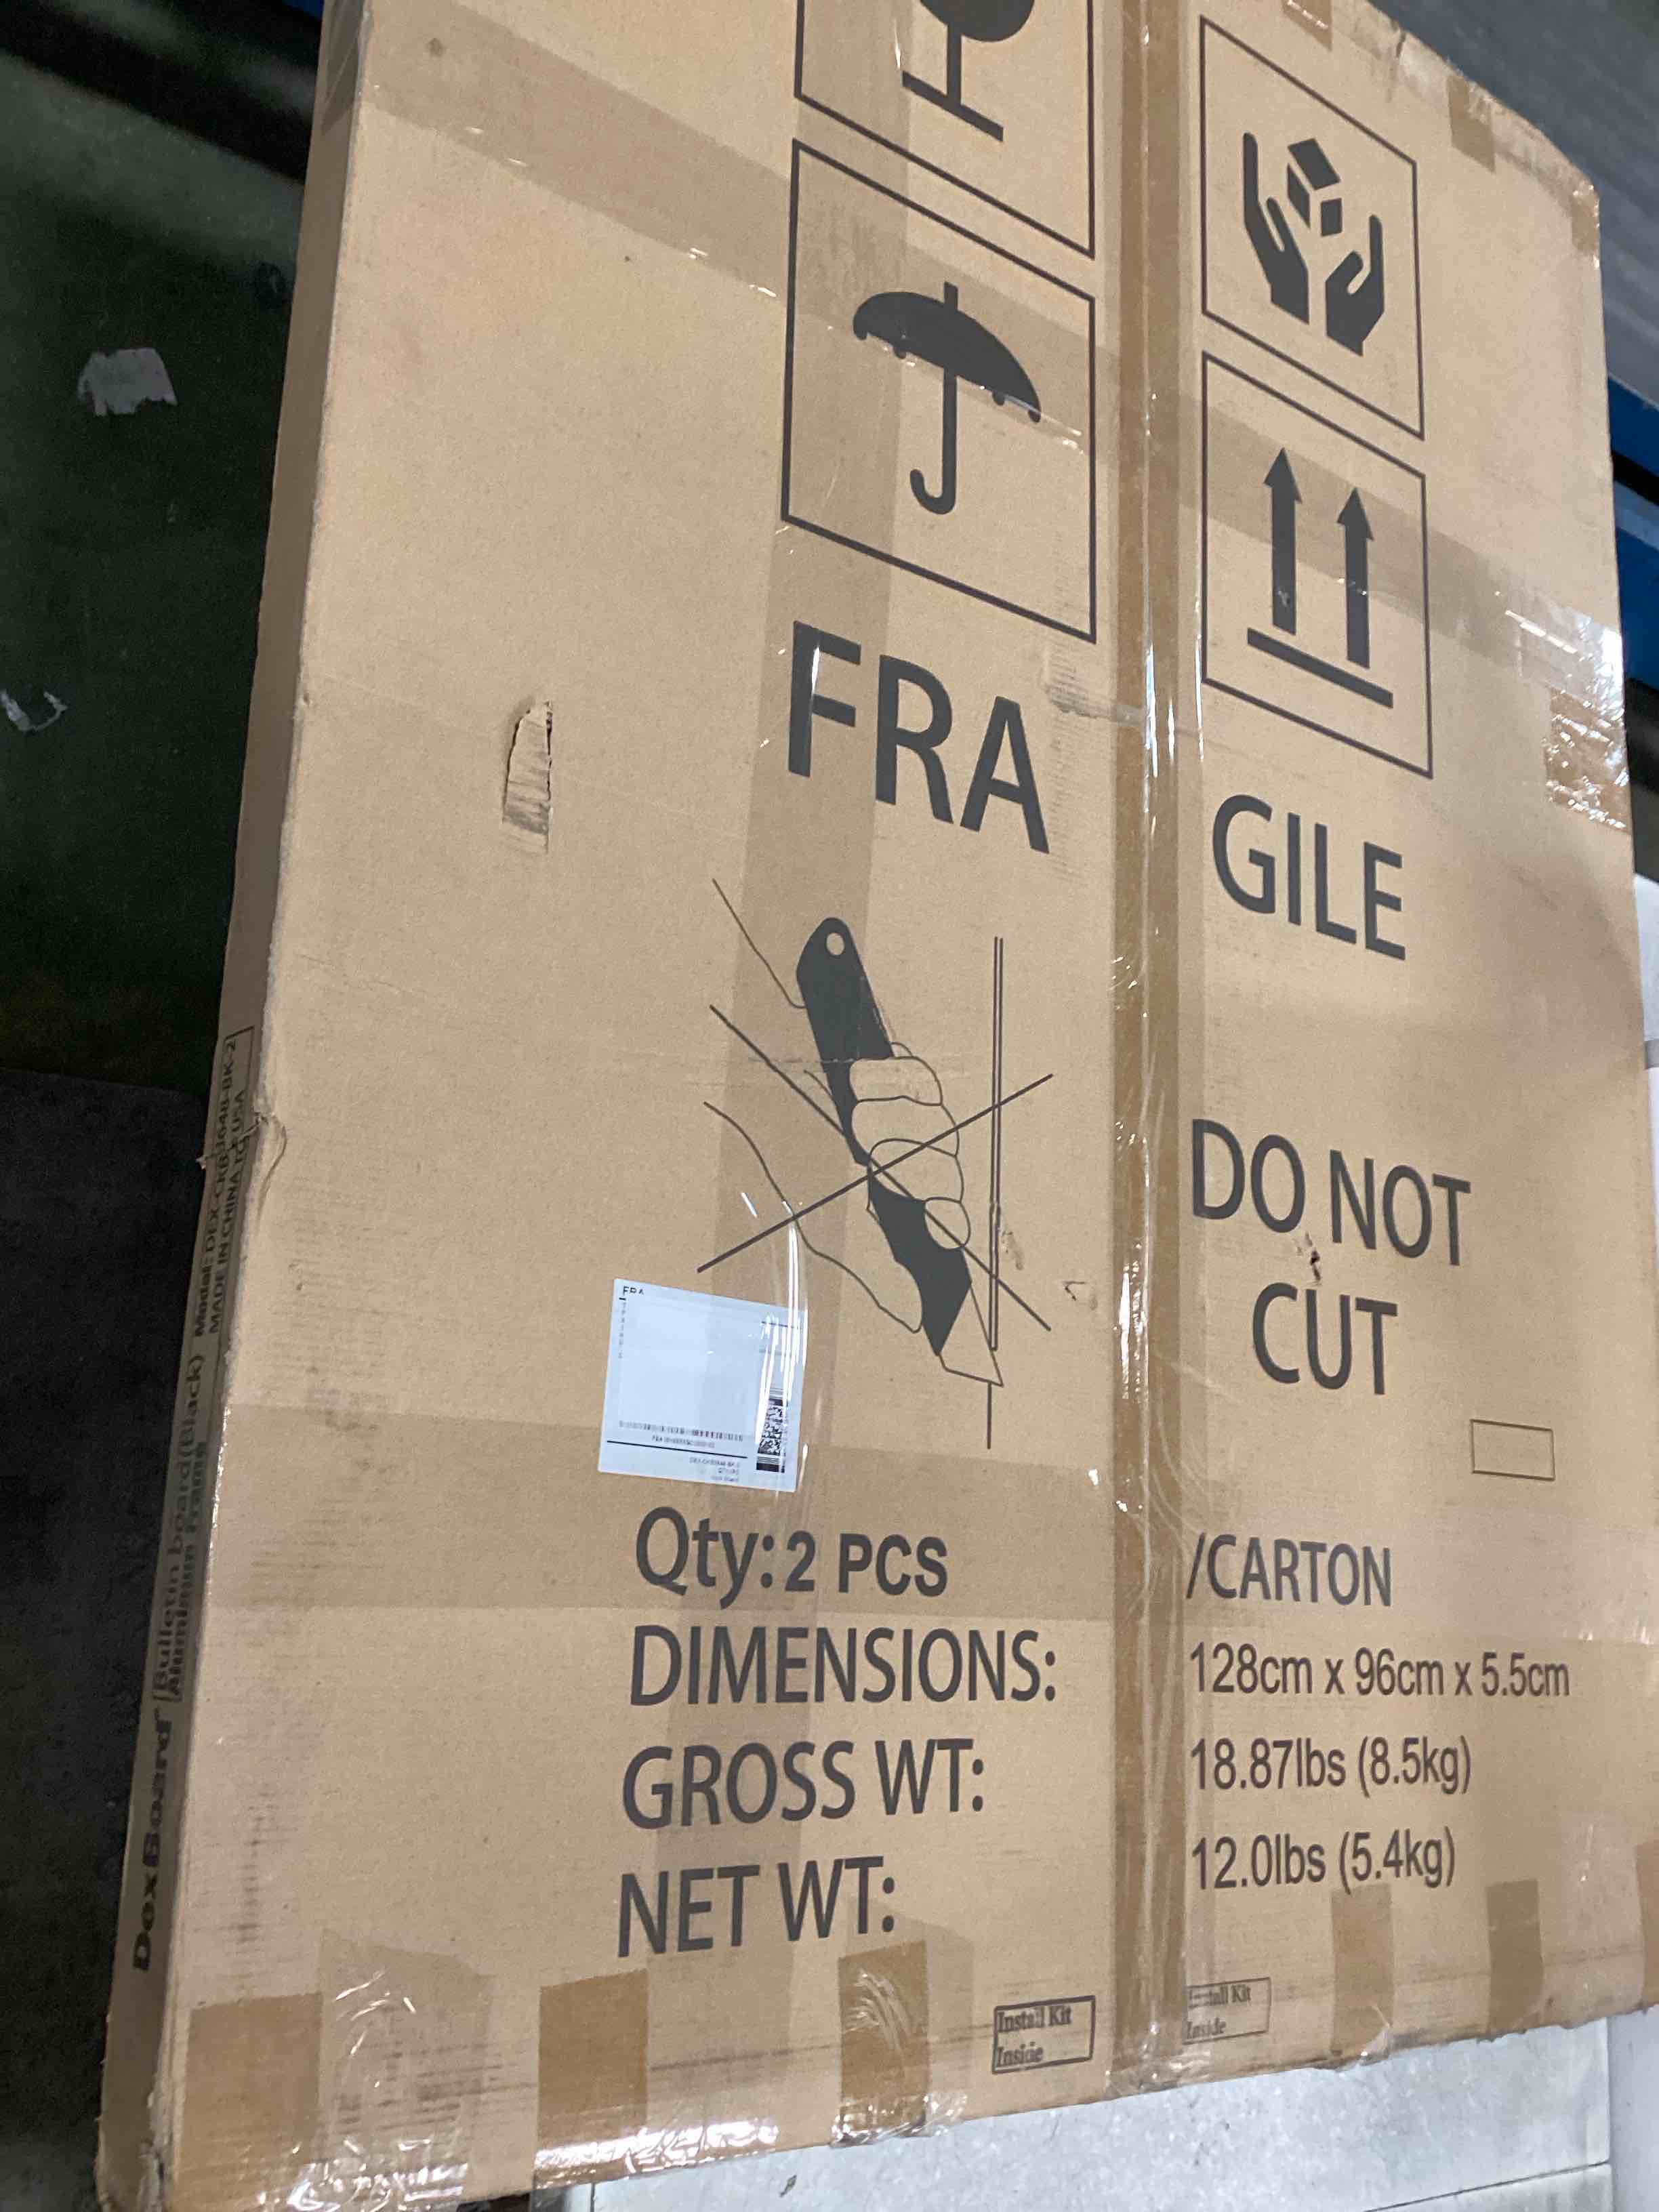 FRAGILE
DO NOT
CUT
FBA
Qty: 2 PCS /CARTON
DIMENSIONS: 128cm x 96cm x 5.5cm
GROSS WT: 18.87lbs (8.5kg)
NET WT: 12.0lbs (5.4kg)
Install Kit
Inside
Install Kit
Inside
DexBoard
Bulletin board(Black)
Aluminum Frame
MADE IN CHINA